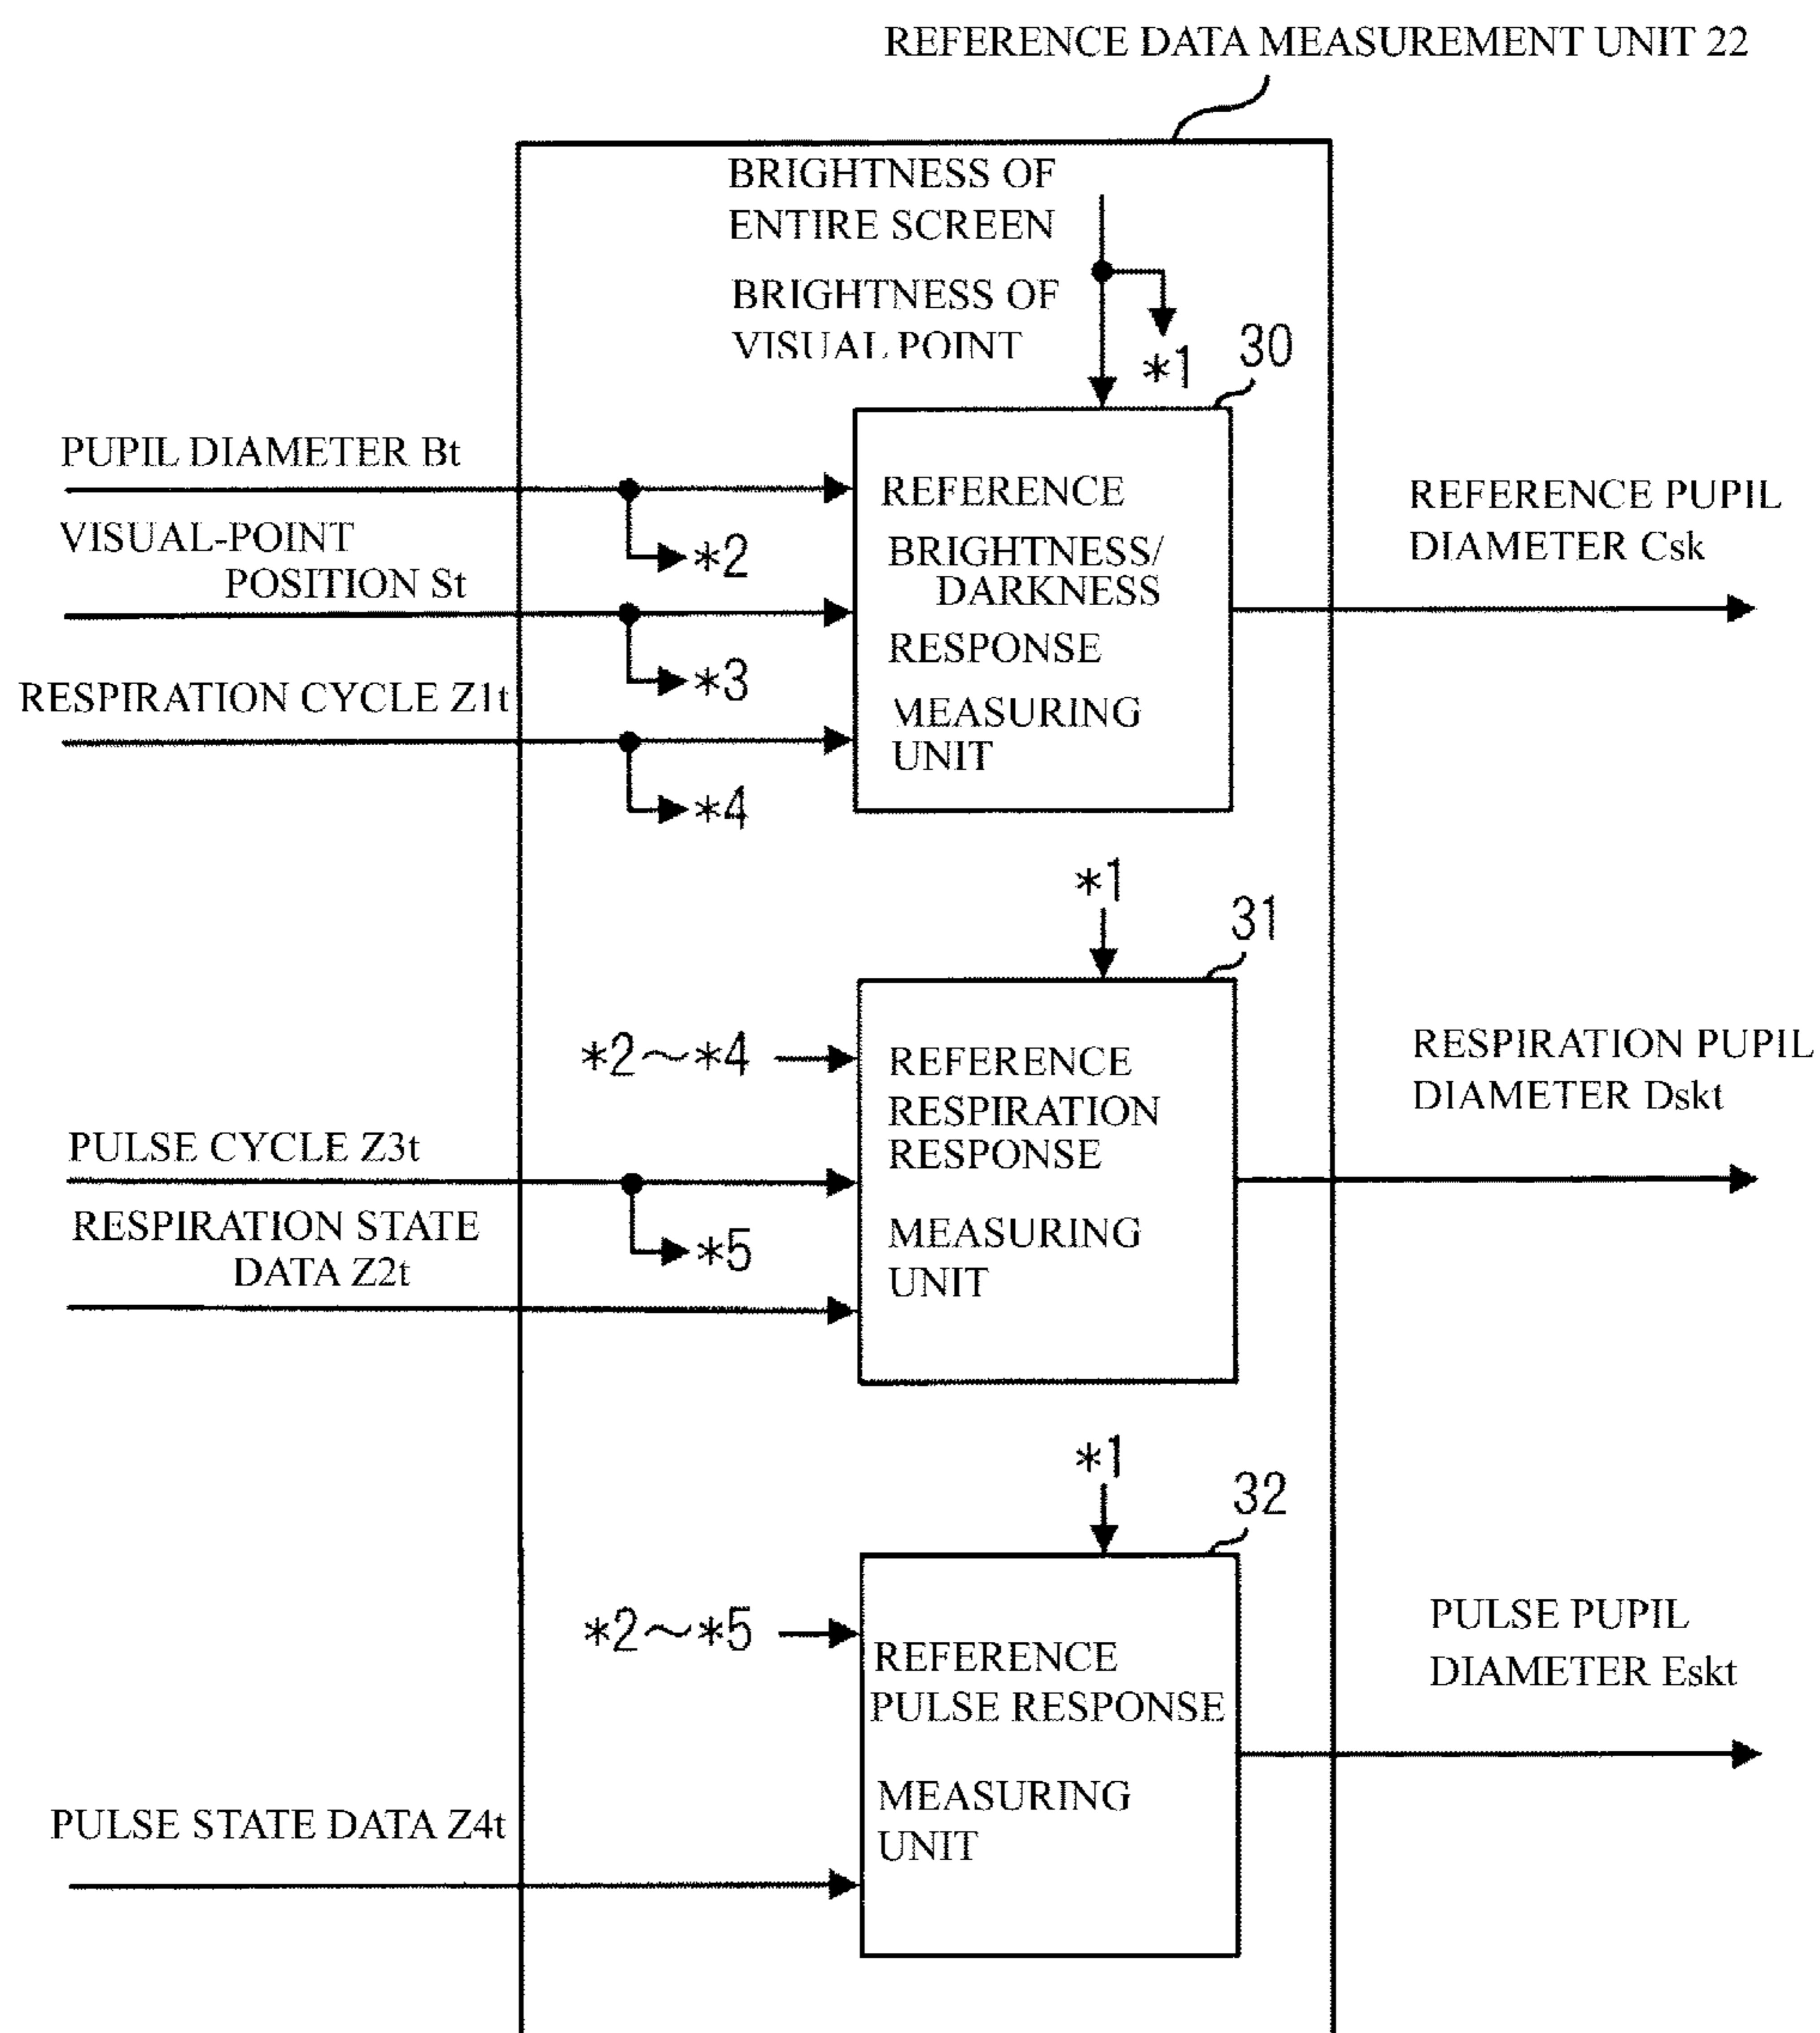 REFERENCE DATA MEASUREMENT UNIT 22
BRIGHTNESS OF
ENTIRE SCREEN
BRIGHTNESS OF
VISUAL POINT
*1
30
PUPIL DIAMETER Bt
*2
VISUAL-POINT
POSITION St
*3
RESPIRATION CYCLE Z1t
*4
REFERENCE
BRIGHTNESS/
DARKNESS
RESPONSE
MEASURING
UNIT
REFERENCE PUPIL
DIAMETER Csk
*1
31
*2～*4
PULSE CYCLE Z3t
*5
RESPIRATION STATE
DATA Z2t
REFERENCE
RESPIRATION
RESPONSE
MEASURING
UNIT
RESPIRATION PUPIL
DIAMETER Dskt
*1
32
*2～*5
REFERENCE
PULSE RESPONSE
MEASURING
UNIT
PULSE PUPIL
DIAMETER Eskt
PULSE STATE DATA Z4t